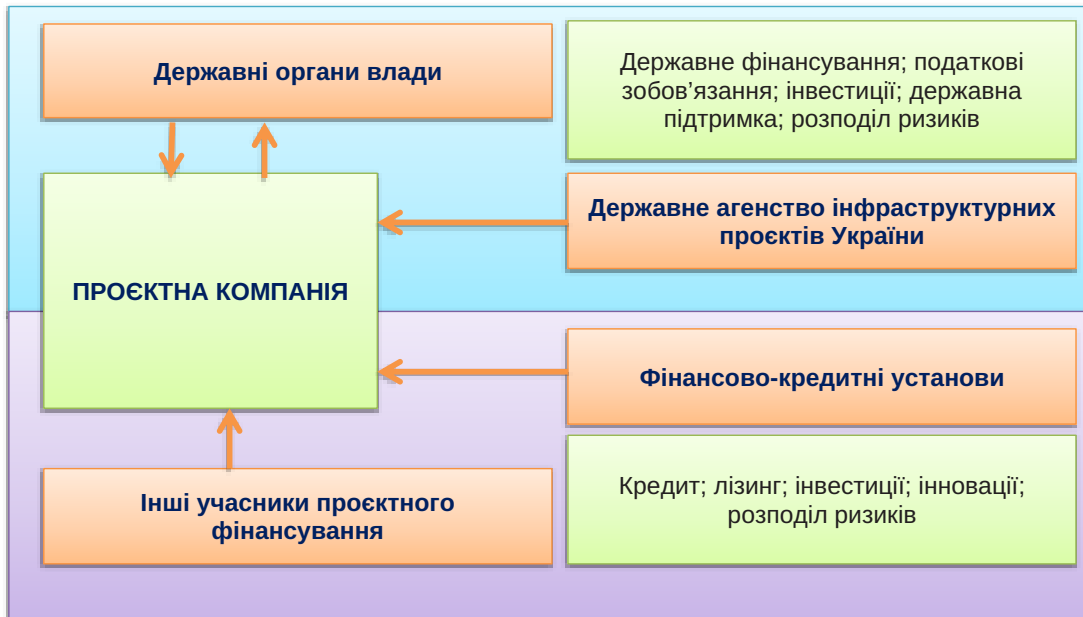 Державні органи влади
Державне фінансування; податкові
зобов’язання; інвестиції; державна
підтримка; розподіл ризиків
Державне агенство інфраструктурних
проєктів України
ПРОЄКТНА КОМПАНІЯ
Фінансово-кредитні установи
Інші учасники проєктного
фінансування
Кредит; лізинг; інвестиції; інновації;
розподіл ризиків